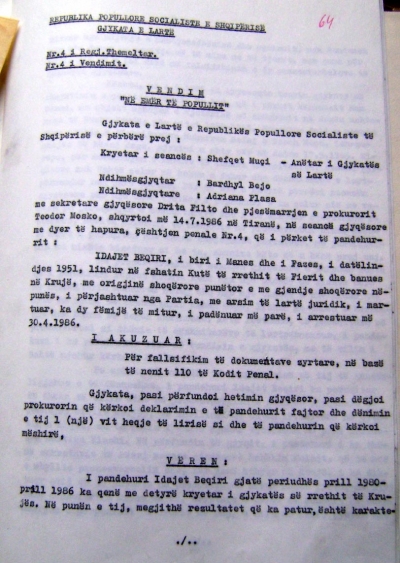 64
REPUBLIKA POPULLORE SOCIALISTE E SHQIPERISË
GJYKATA E LARTË
Nr.4 i Regj.Themeltar.
Nr.4 i Vendimit.
V E N D I M
"NË EMËR TË POPULLIT"
Gjykata e Lartë e Republikës Popullore Socialiste të
Shqipërisë e përbërë prej :
Kryetar i seancës : Shefqet Muçi - Anëtar i Gjykatës
së Lartë
Ndihmësgjyqtar : Bardhyl Bejo
Ndihmësgjyqtare : Adriana Plasa
me sekretare gjyqësore Drita Filto dhe pjesëmarrjen e prokurorit
Teodor Nosko, shqyrtoi më 14.7.1986 në Tiranë, në seancë gjyqësore
me dyer të hapura, çështjen penale Nr.4, që i përket të pandehur-
rit :
IDAJET BEQIRI, i biri i Manes dhe i Fazes, i datëlin-
djes 1951, lindur në fshatin Kutë të rrethit të Fierit dhe banues
në Krujë, me origjinë shoqërore punëtor e me gjendje shoqërore në-
punës, i përjashtuar nga Partia, me arsim të lartë juridik, i mar-
tuar, ka dy fëmijë të mitur, i padënuar më parë, i arrestuar më
30.4.1986.
I A K U Z U A R :
Për fallsifikim të dokumentave zyrtare, në bazë
të nenit 110 të Kodit Penal.
Gjykata, pasi përfundoi hetimin gjyqësor, pasi dëgjoi
prokurorin që kërkoi deklarimin e të pandehurit fajtor dhe dënimin
e tij 1 (një) vit heqje të lirisë si dhe të pandehurin që kërkoi
mëshirë,
V E R E N :
I pandehuri Idajet Beqiri gjatë periudhës prill 1980-
prill 1986 ka qenë me detyrë kryetar i gjykatës së rrethit të Kru-
jës. Në punën e tij, megjithë resultatet që ka patur, është karakte-
./..